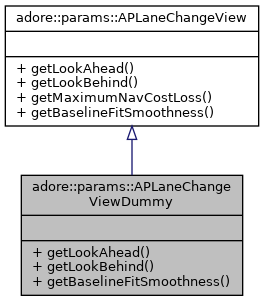 adore::params::APLaneChangeView
+ getLookAhead()
+ getLookBehind()
+ getMaximumNavCostLoss()
+ getBaselineFitSmoothness()
adore::params::APLaneChange
ViewDummy
+ getLookAhead()
+ getLookBehind()
+ getBaselineFitSmoothness()